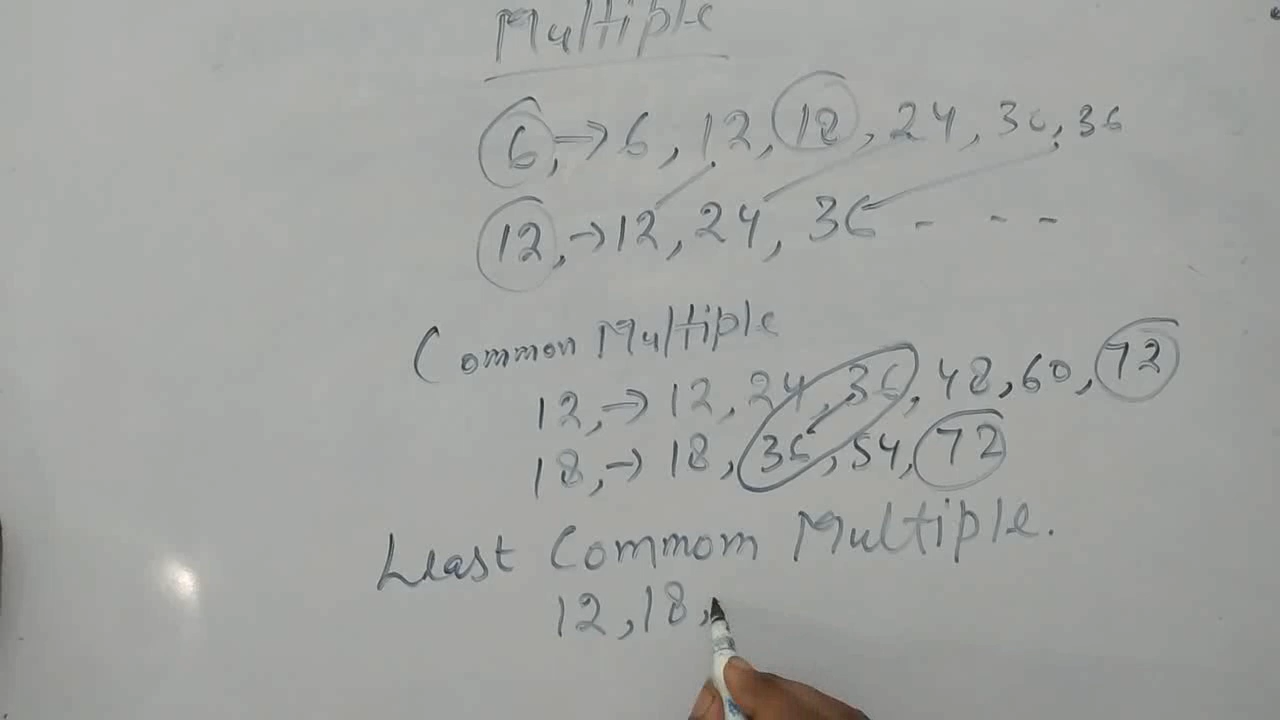 Multiple
6, → 6, 12, 18, 24, 30, 36
12, → 12, 24, 36 - - -
Common Multiple
12, → 12, 24, 36, 48, 60, 72
18, → 18, 36, 54, 72
Least Commom Multiple.
12, 18,